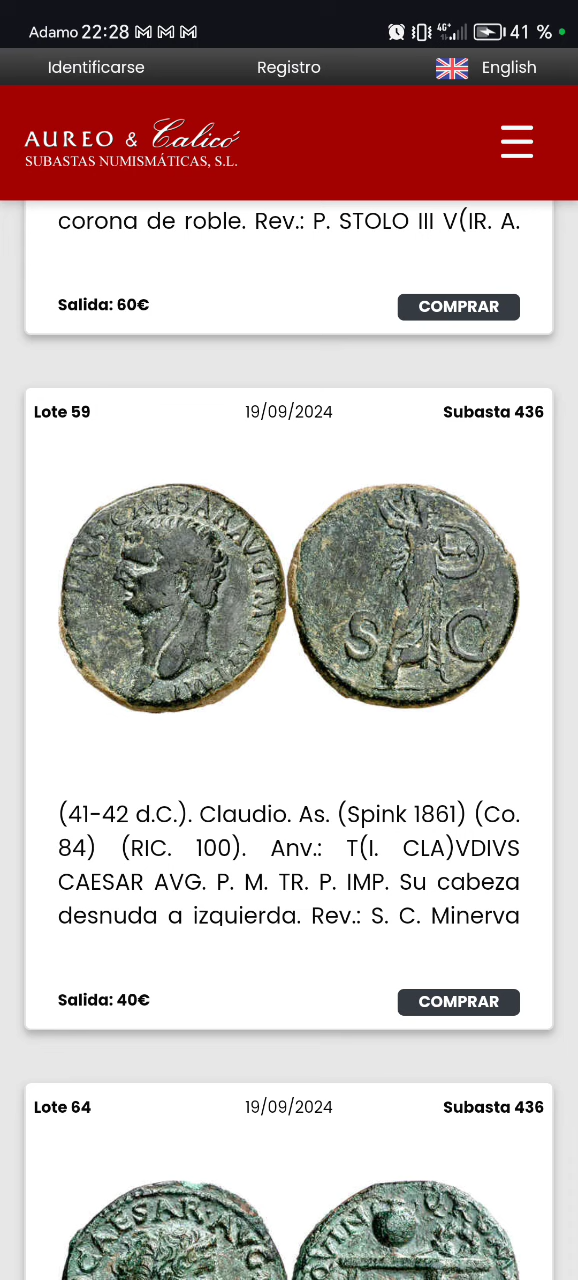 Adamo 22:28 41 %
Identificarse Registro English
AUREO & Calicó
SUBASTAS NUMISMÁTICAS, S.L.
corona de roble. Rev.: P. STOLO III V(IR. A.
Salida: 60€ COMPRAR
Lote 59 19/09/2024 Subasta 436
S C
(41-42 d.C.). Claudio. As. (Spink 1861) (Co.
84) (RIC. 100). Anv.: T(I. CLA)VDIVS
CAESAR AVG. P. M. TR. P. IMP. Su cabeza
desnuda a izquierda. Rev.: S. C. Minerva
Salida: 40€ COMPRAR
Lote 64 19/09/2024 Subasta 436
CAESAR·AVG